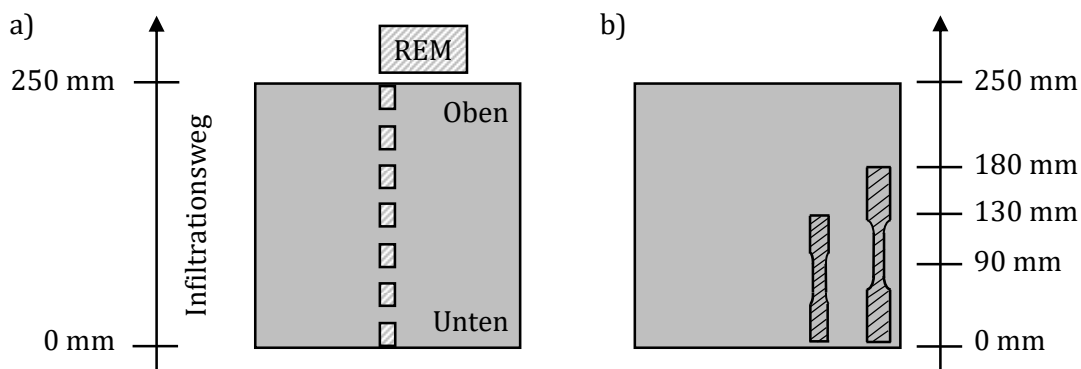 a)
REM
250 mm
Oben
Infiltrationsweg
Unten
0 mm
b)
250 mm
180 mm
130 mm
90 mm
0 mm